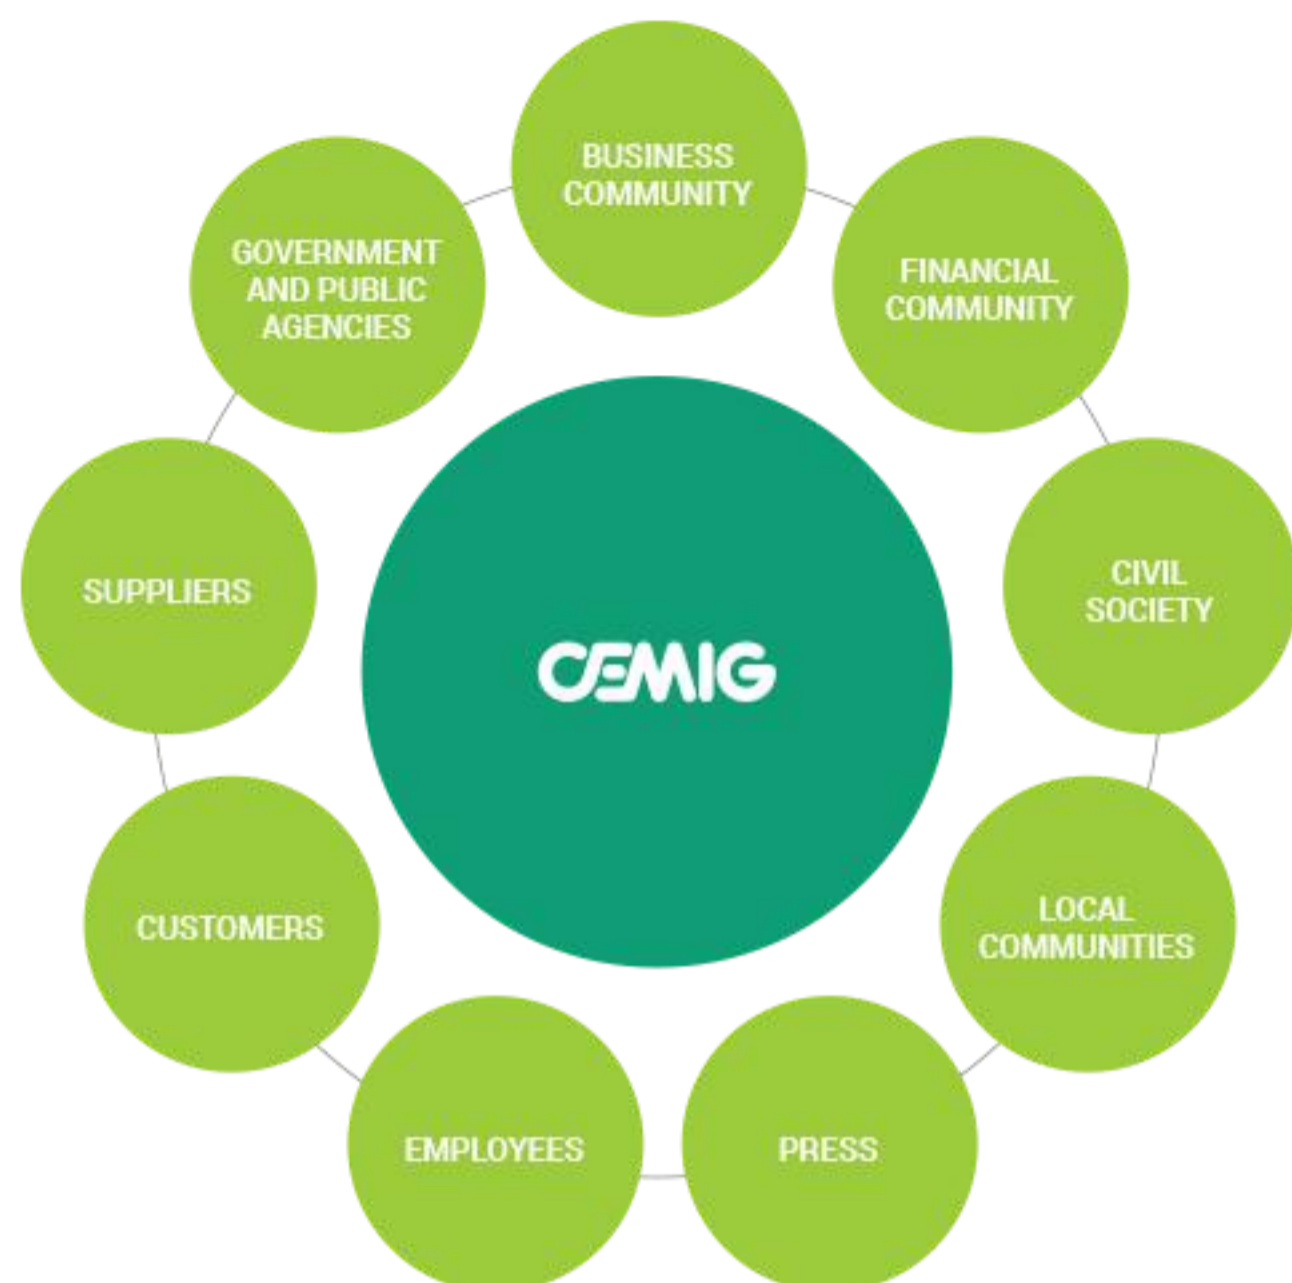 BUSINESS
COMMUNITY
FINANCIAL
COMMUNITY
CIVIL
SOCIETY
LOCAL
COMMUNITIES
PRESS
EMPLOYEES
CUSTOMERS
SUPPLIERS
GOVERNMENT
AND PUBLIC
AGENCIES
CEMIG